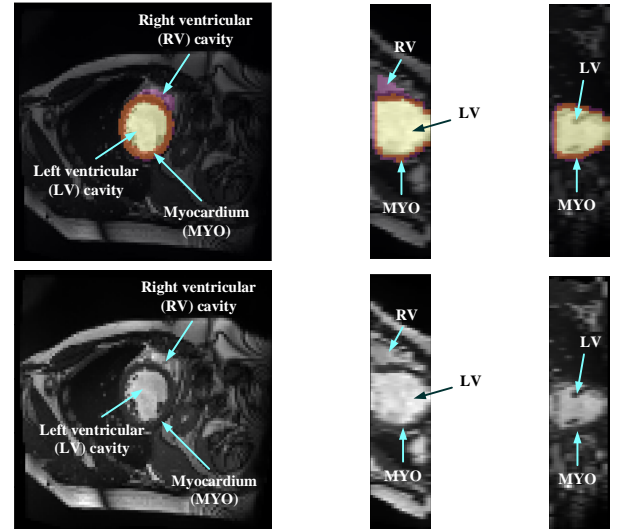 Right ventricular
(RV) cavity
Left ventricular
(LV) cavity
Myocardium
(MYO)
RV
LV
MYO
LV
MYO
Right ventricular
(RV) cavity
Left ventricular
(LV) cavity
Myocardium
(MYO)
RV
LV
MYO
LV
MYO